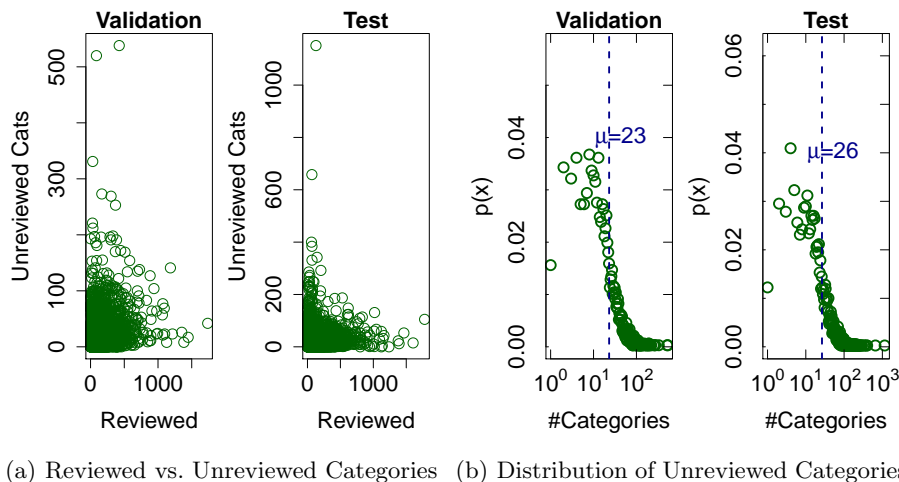 Validation
Test
Validation
Test
Unreviewed Cats
0
100
300
500
0
1000
Reviewed
Unreviewed Cats
0
200
600
1000
0
1000
Reviewed
p(x)
0.00
0.02
0.04
μ=23
10^0
10^1
10^2
#Categories
p(x)
0.00
0.02
0.04
0.06
μ=26
10^0
10^1
10^2
10^3
#Categories
(a) Reviewed vs. Unreviewed Categories
(b) Distribution of Unreviewed Categorie